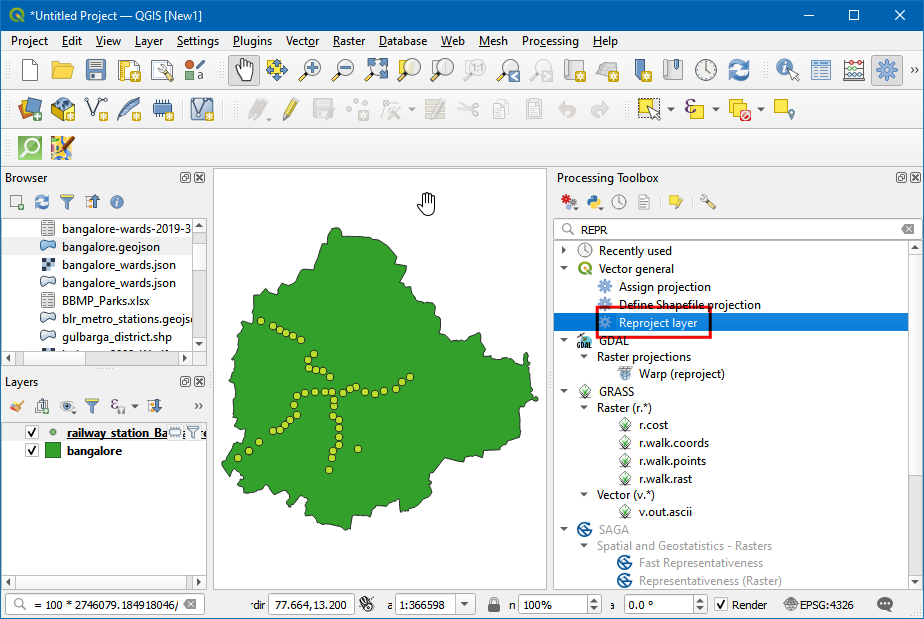 *Untitled Project — QGIS [New1]
Project Edit View Layer Settings Plugins Vector Raster Database Web Mesh Processing Help
Browser
bangalore-wards-2019-3
bangalore.geojson
bangalore_wards.json
bangalore_wards.json
BBMP_Parks.xlsx
blr_metro_stations.geojs
gulbarga_district.shp
Layers
railway_station_Ba
bangalore
Processing Toolbox
REPR
Recently used
Vector general
Assign projection
Define Shapefile projection
Reproject layer
GDAL
GDAL
Raster projections
Warp (reproject)
GRASS
Raster (r.*)
r.cost
r.walk.coords
r.walk.points
r.walk.rast
Vector (v.*)
v.out.ascii
SAGA
Spatial and Geostatistics - Rasters
Fast Representativeness
Representativeness (Raster)
= 100 * 2746079.184918046/ rdir 77.664,13.200 a 1:366598 n 100% a 0.0 ° Render EPSG:4326